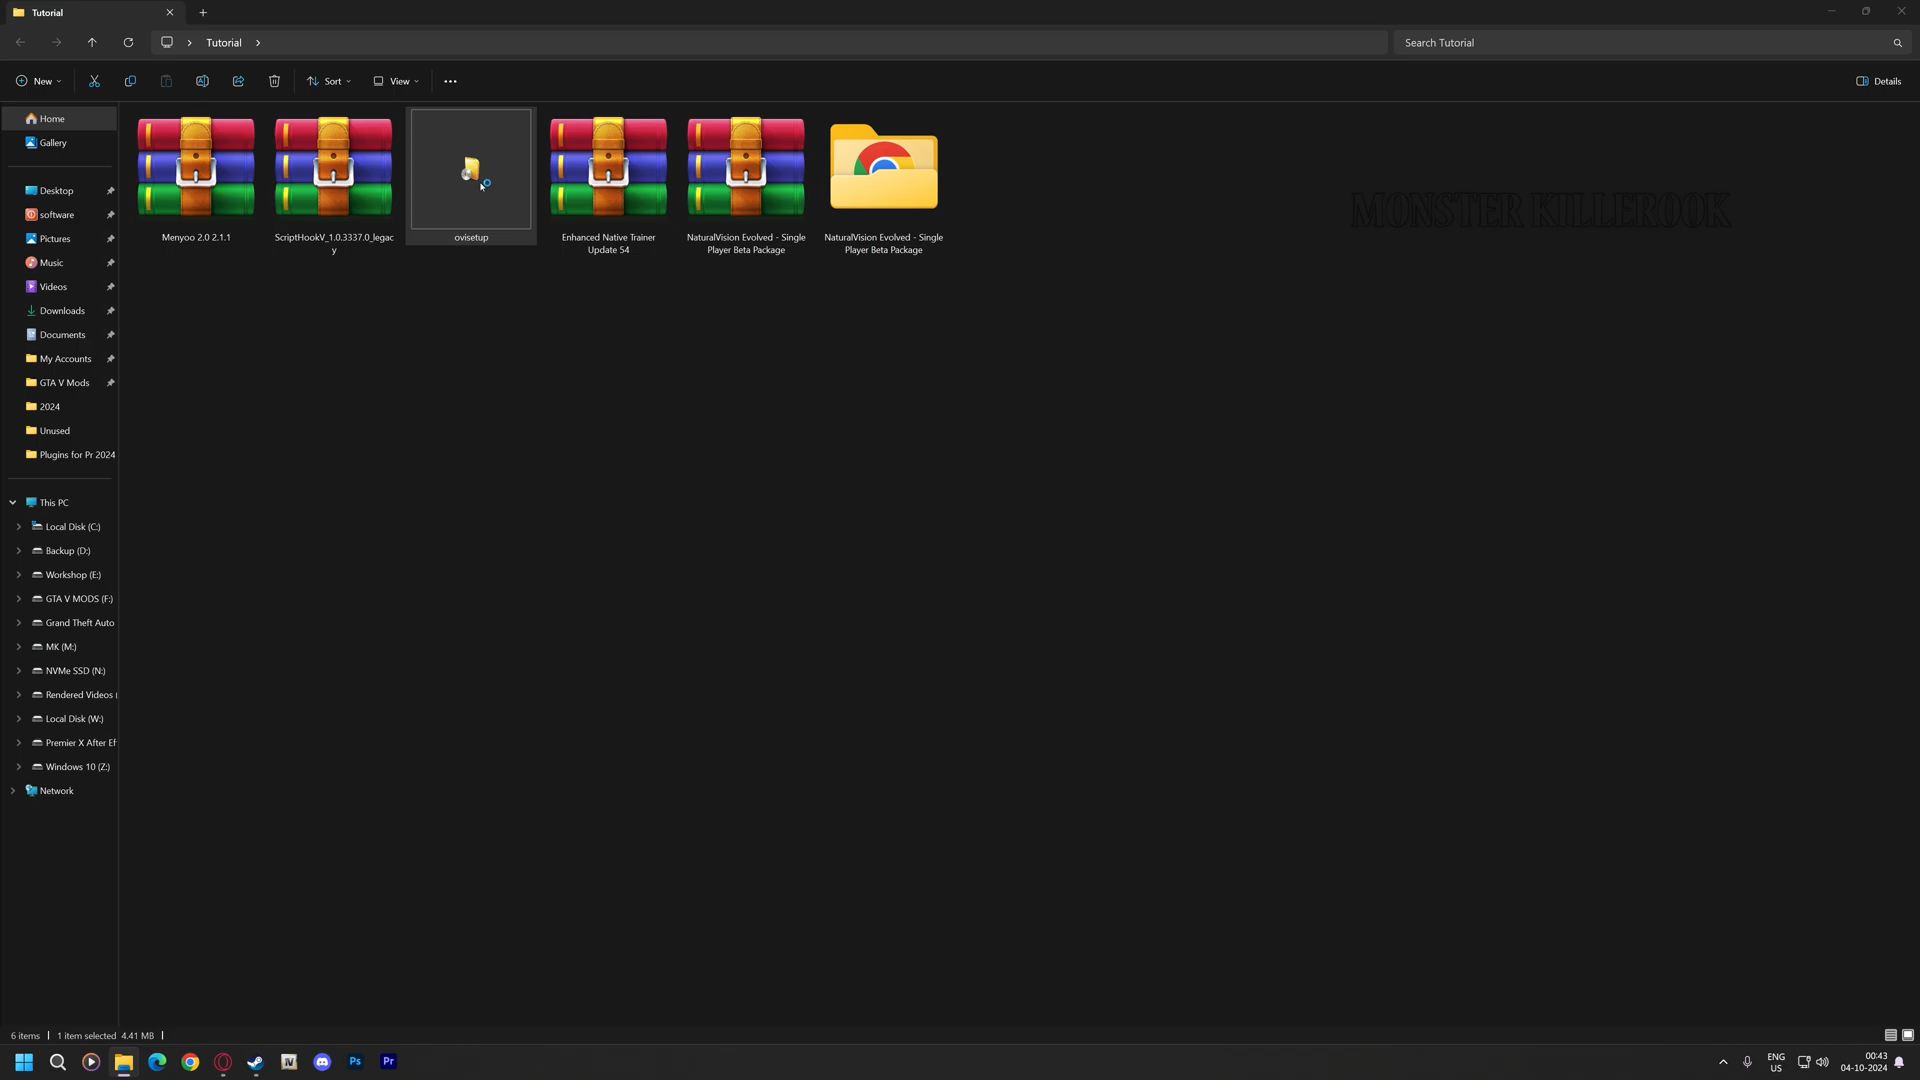 Tutorial
Tutorial
Search Tutorial
New
Sort
View
Details
Home
Gallery
Desktop
software
Pictures
Music
Videos
Downloads
Documents
My Accounts
GTA V Mods
2024
Unused
Plugins for Pr 2024
This PC
Local Disk (C:)
Backup (D:)
Workshop (E:)
GTA V MODS (F:)
Grand Theft Auto
MK (M:)
NVMe SSD (N:)
Rendered Videos (
Local Disk (W:)
Premier X After Ef
Windows 10 (Z:)
Network
Menyoo 2.0 2.1.1
ScriptHookV_1.0.3337.0_legac
y
ovisetup
Enhanced Native Trainer
Update 54
NaturalVision Evolved - Single
Player Beta Package
NaturalVision Evolved - Single
Player Beta Package
MONSTER KILLEROOK
6 items
1 item selected 4.41 MB
IV
Ps
Pr
ENG
US
00:43
04-10-2024